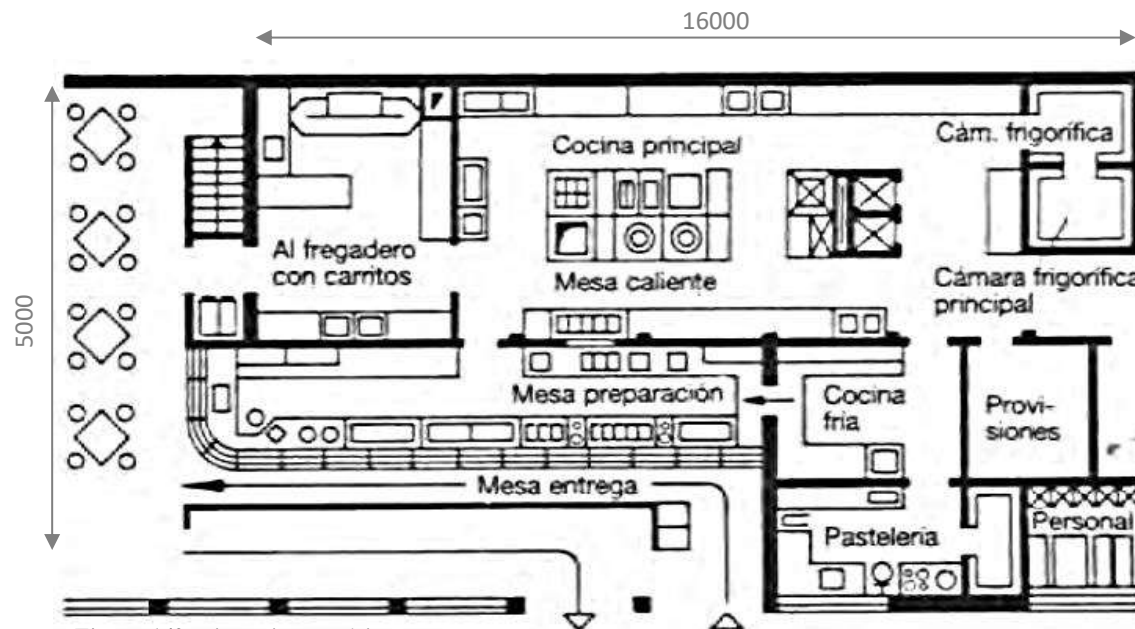 16000
5000
Cám. frigorífica
Cocina principal
Al fregadero
con carritos
Mesa caliente
Cámara frigorífica
principal
Mesa preparación
Cocina
fría
Provi-
siones
Mesa entrega
Pastelería
Personal